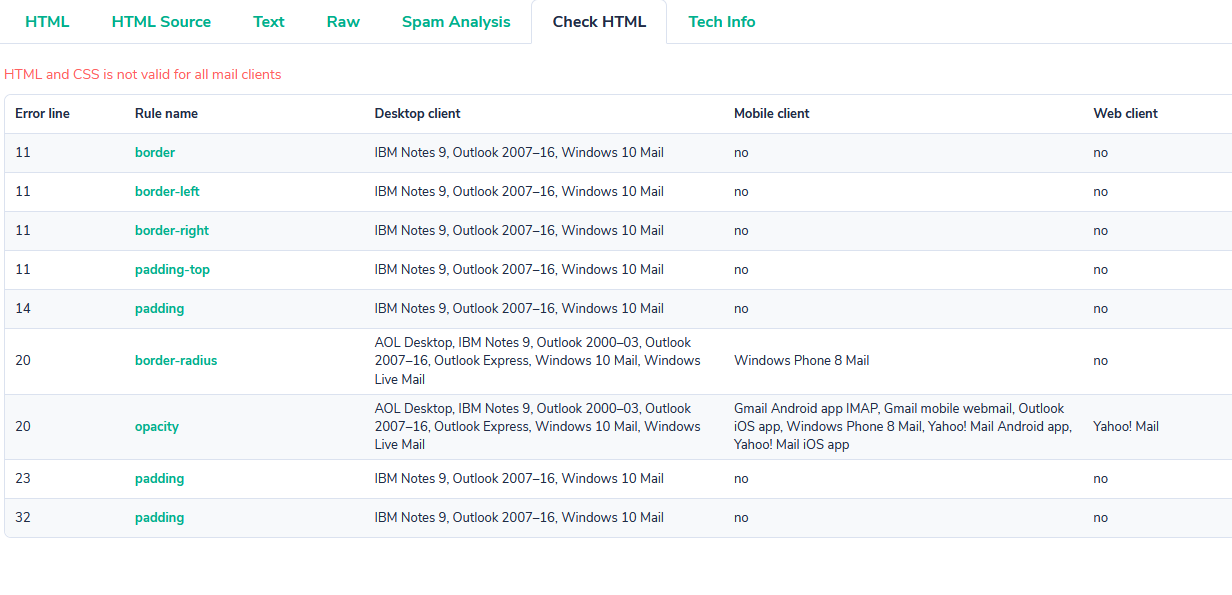 HTML HTML Source Text Raw Spam Analysis Check HTML Tech Info
HTML and CSS is not valid for all mail clients
Error line Rule name Desktop client Mobile client Web client
11 border IBM Notes 9, Outlook 2007–16, Windows 10 Mail no no
11 border-left IBM Notes 9, Outlook 2007–16, Windows 10 Mail no no
11 border-right IBM Notes 9, Outlook 2007–16, Windows 10 Mail no no
11 padding-top IBM Notes 9, Outlook 2007–16, Windows 10 Mail no no
14 padding IBM Notes 9, Outlook 2007–16, Windows 10 Mail no no
20 border-radius AOL Desktop, IBM Notes 9, Outlook 2000–03, Outlook
2007–16, Outlook Express, Windows 10 Mail, Windows
Live Mail Windows Phone 8 Mail no
20 opacity AOL Desktop, IBM Notes 9, Outlook 2000–03, Outlook
2007–16, Outlook Express, Windows 10 Mail, Windows
Live Mail Gmail Android app IMAP, Gmail mobile webmail, Outlook
iOS app, Windows Phone 8 Mail, Yahoo! Mail Android app,
Yahoo! Mail iOS app Yahoo! Mail
23 padding IBM Notes 9, Outlook 2007–16, Windows 10 Mail no no
32 padding IBM Notes 9, Outlook 2007–16, Windows 10 Mail no no